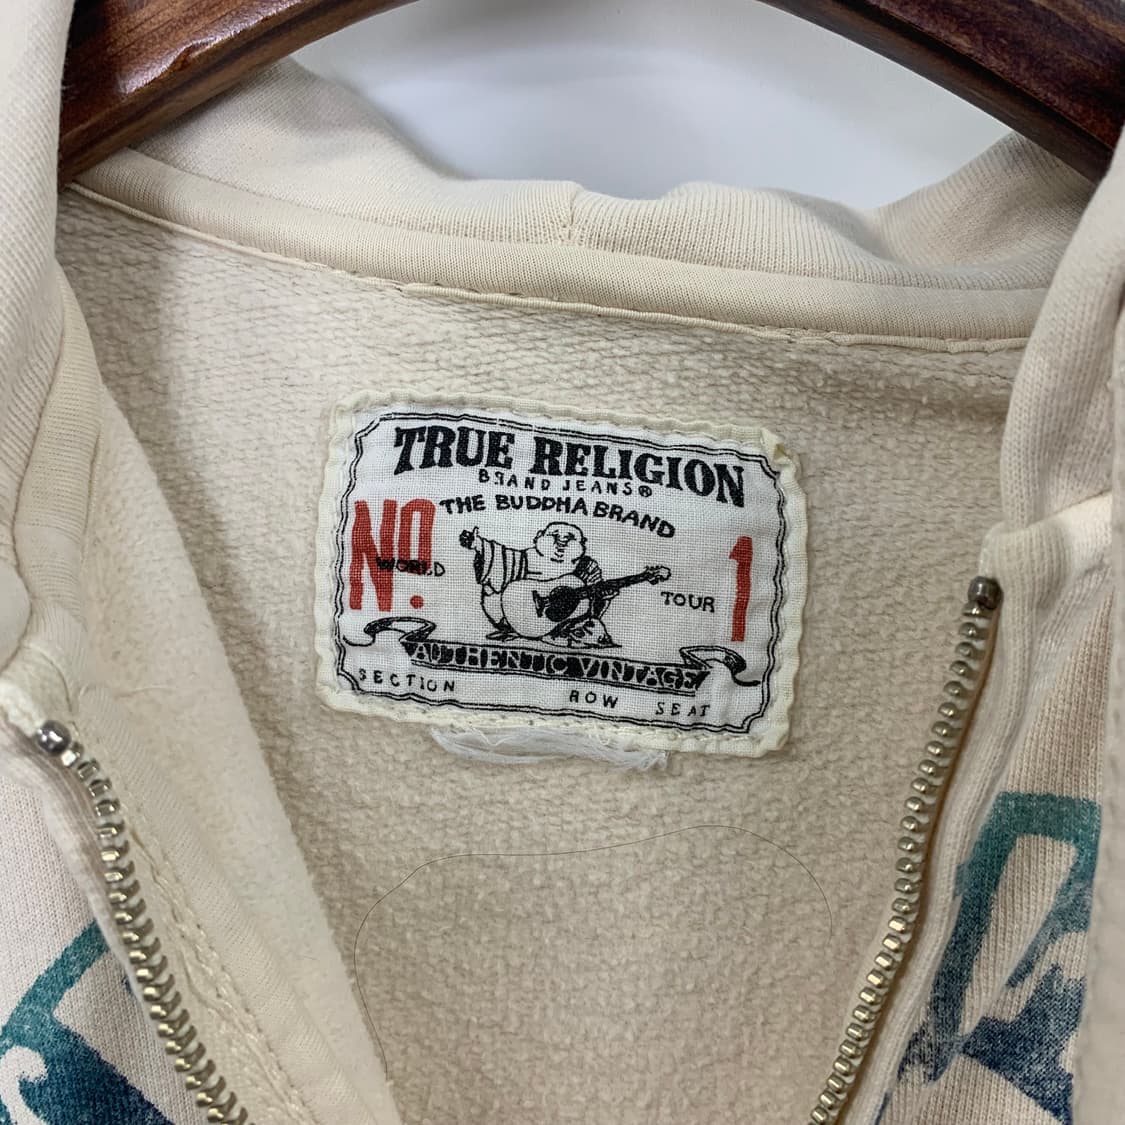 TRUE RELIGION
BRAND JEANS®
THE BUDDHA BRAND
NO. 1
WORLD TOUR
AUTHENTIC VINTAGE
SECTION ROW SEAT